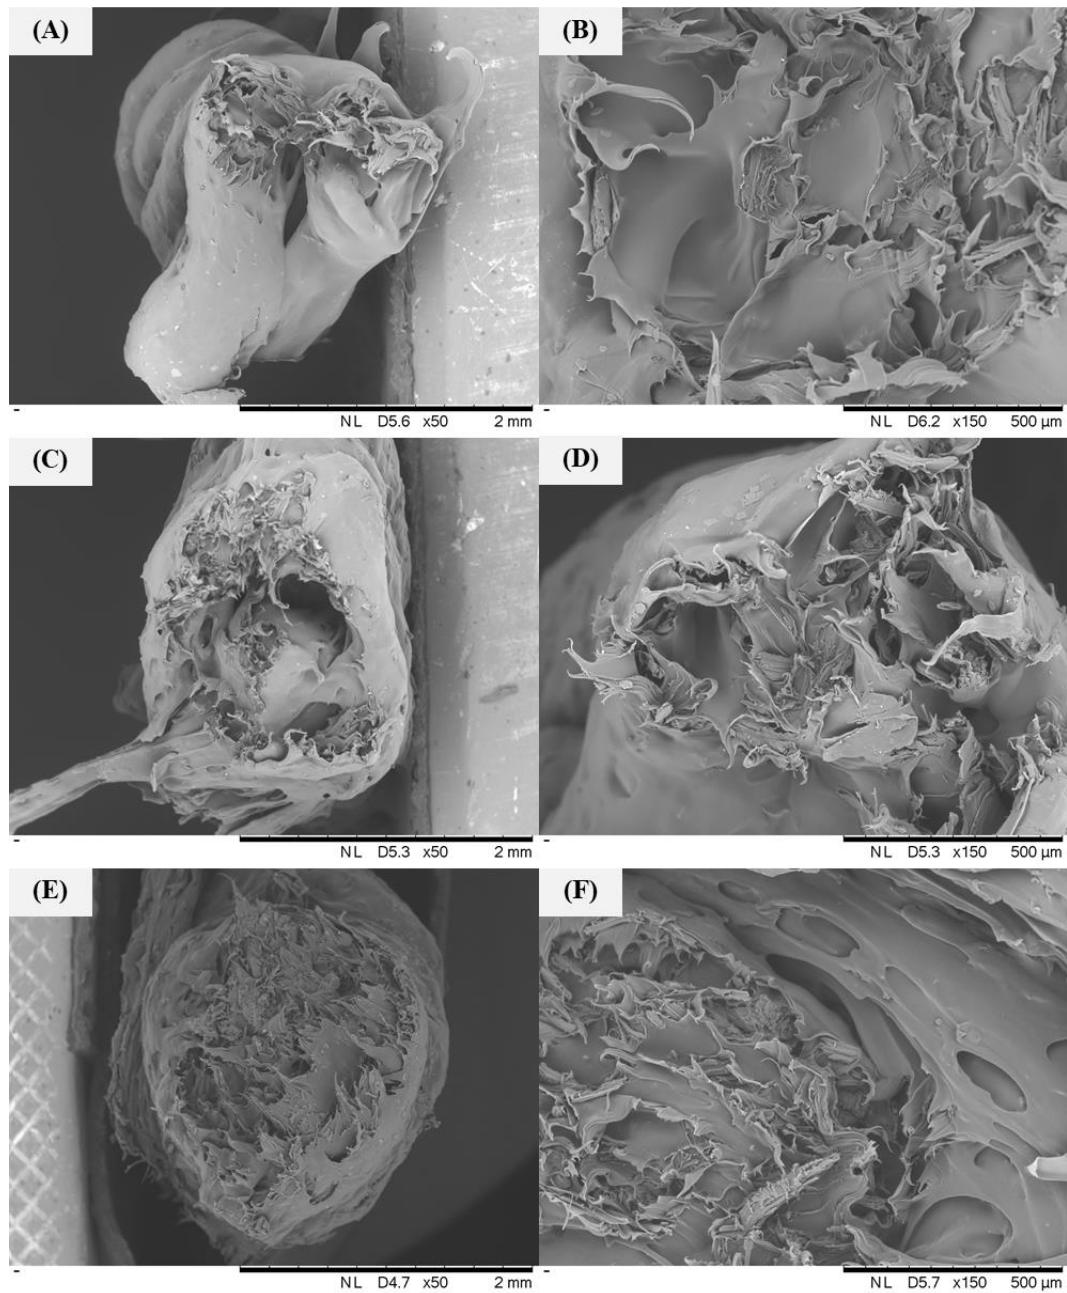 (A)
(B)
NL D5.6 x50 2 mm
NL D6.2 x150 500 µm
(C)
(D)
NL D5.3 x50 2 mm
NL D5.3 x150 500 µm
(E)
(F)
NL D4.7 x50 2 mm
NL D5.7 x150 500 µm